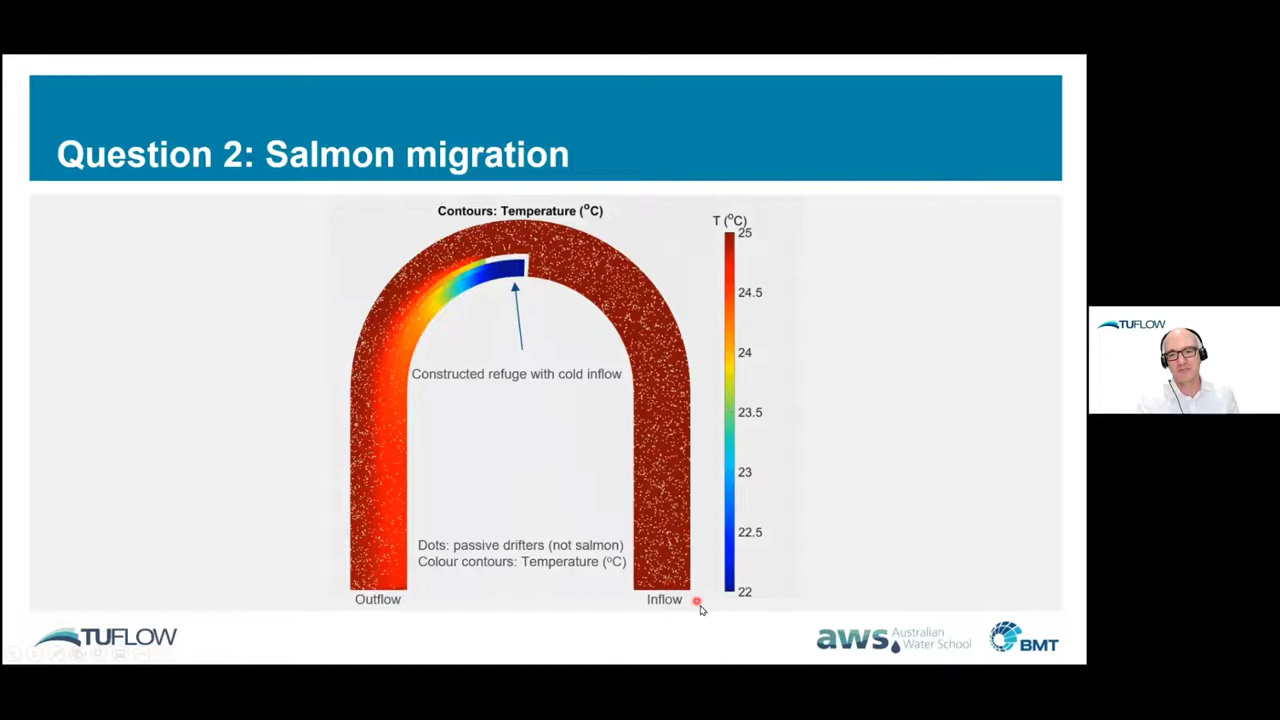 Question 2: Salmon migration
Contours: Temperature (°C)
T (°C)
25
24.5
24
23.5
23
22.5
22
Constructed refuge with cold inflow
Dots: passive drifters (not salmon)
Colour contours: Temperature (°C)
Outflow
Inflow
TUFLOW
aws Australian
Water School
BMT
TUFLOW